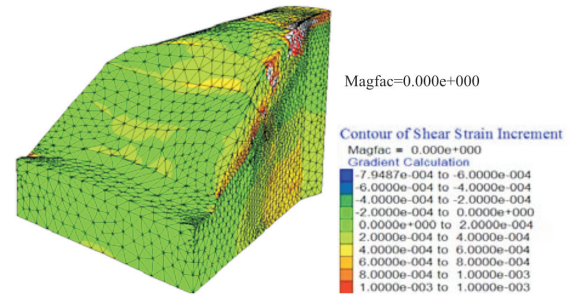 Magfac=0.000e+000
Contour of Shear Strain Increment
Magfac = 0.000e+000
Gradient Calculation
-7.9487e-004 to -6.0000e-004
-6.0000e-004 to -4.0000e-004
-4.0000e-004 to -2.0000e-004
-2.0000e-004 to 0.0000e+000
0.0000e+000 to 2.0000e-004
2.0000e-004 to 4.0000e-004
4.0000e-004 to 6.0000e-004
6.0000e-004 to 8.0000e-004
8.0000e-004 to 1.0000e-003
1.0000e-003 to 1.0000e-003